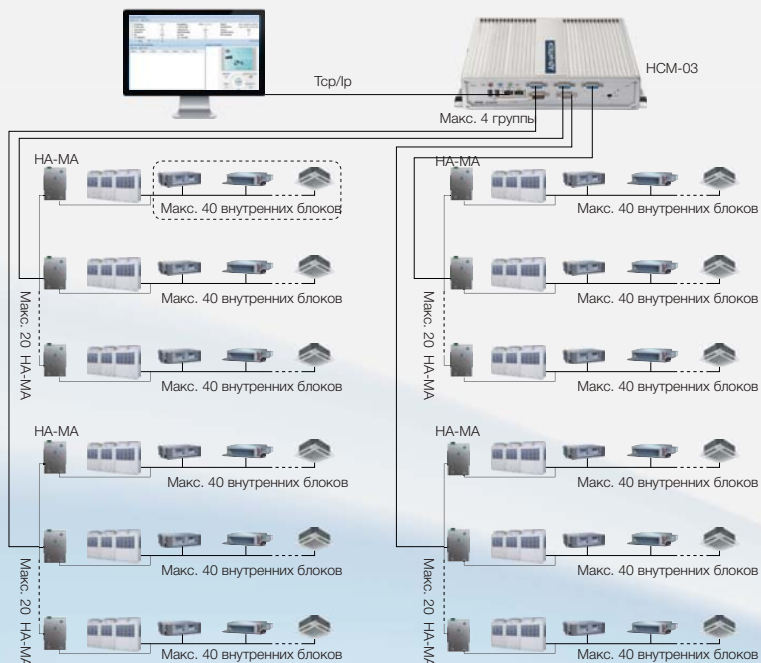 Tcp/Ip
HCM-03
ADVANTECH
Макс. 4 группы
HA-MA
Макс. 40 внутренних блоков
Макс. 40 внутренних блоков
Макс. 40 внутренних блоков
Макс. 20 HA-MA
HA-MA
Макс. 40 внутренних блоков
Макс. 40 внутренних блоков
Макс. 40 внутренних блоков
Макс. 20 HA-MA
HA-MA
Макс. 40 внутренних блоков
Макс. 40 внутренних блоков
Макс. 40 внутренних блоков
Макс. 20 HA-MA
HA-MA
Макс. 40 внутренних блоков
Макс. 40 внутренних блоков
Макс. 40 внутренних блоков
Макс. 20 HA-MA